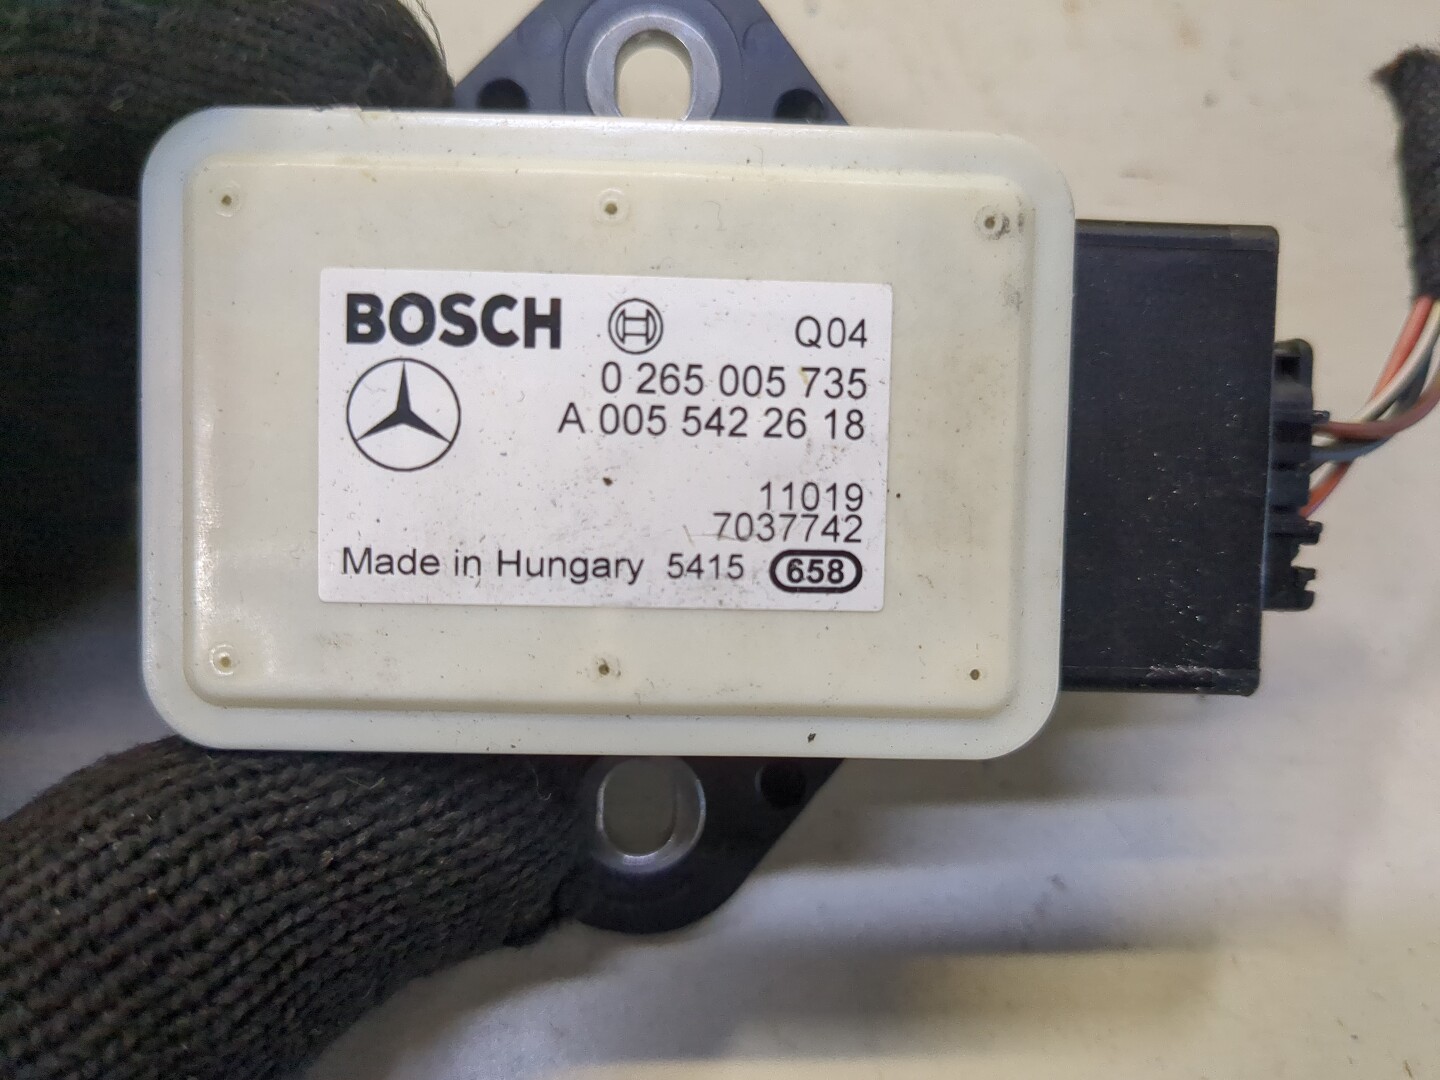 BOSCH Q04
0 265 005 735
A 005 542 26 18
11019
7037742
Made in Hungary 5415 658